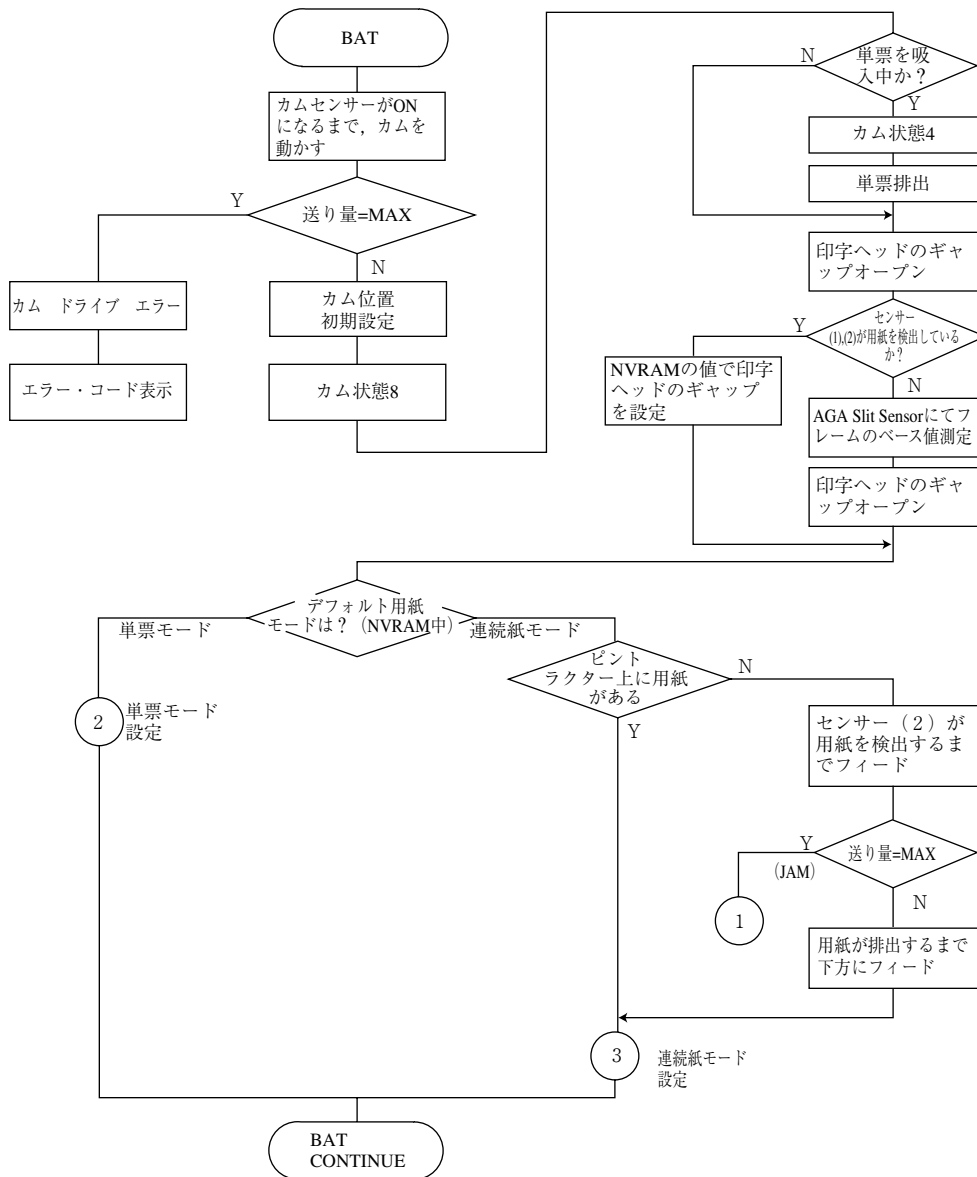 BAT
カムセンサーがON
になるまで，カムを
動かす
Y
送り量=MAX
N
カム　ドライブ　エラー
エラー・コード表示
カム位置
初期設定
カム状態8
N
単票を吸
入中か？
Y
カム状態4
単票排出
印字ヘッドのギャ
ップオープン
Y
センサー
(1),(2)が用紙を検出している
か？
N
NVRAMの値で印字
ヘッドのギャップ
を設定
AGA Slit Sensorにてフ
レームのベース値測定
印字ヘッドのギャ
ップオープン
デフォルト用紙
モードは？（NVRAM中）
単票モード
連続紙モード
2
単票モード
設定
ピント
ラクター上に用紙
がある
N
Y
センサー（２）が
用紙を検出するま
でフィード
Y
(JAM)
送り量=MAX
N
1
用紙が排出するまで
下方にフィード
3
連続紙モード
設定
BAT
CONTINUE